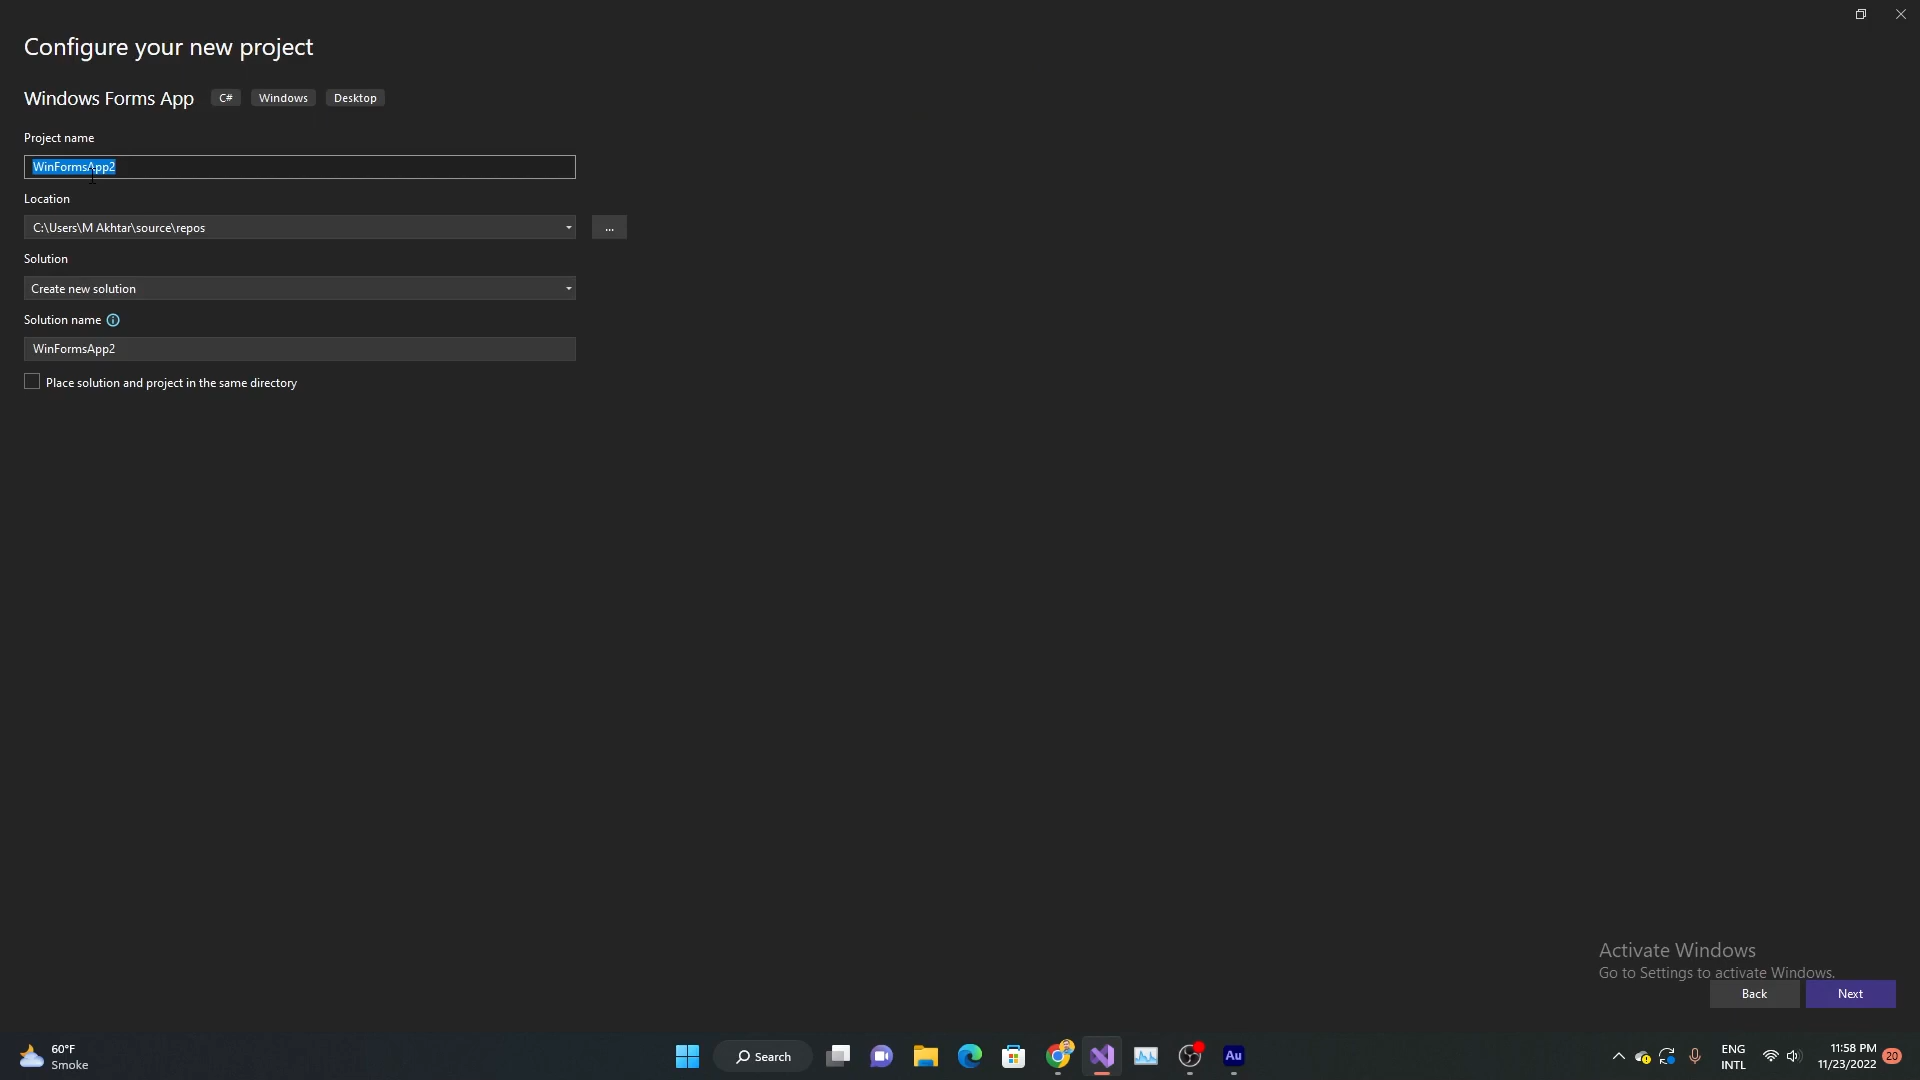 Configure your new project
Windows Forms App C# Windows Desktop
Project name
WinFormsApp2
Location
C:\Users\M Akhtar\source\repos
...
Solution
Create new solution
Solution name
WinFormsApp2
Place solution and project in the same directory
Activate Windows
Go to Settings to activate Windows.
Back Next
60°F
Smoke
Search
Au
ENG
INTL
11:58 PM
11/23/2022
20